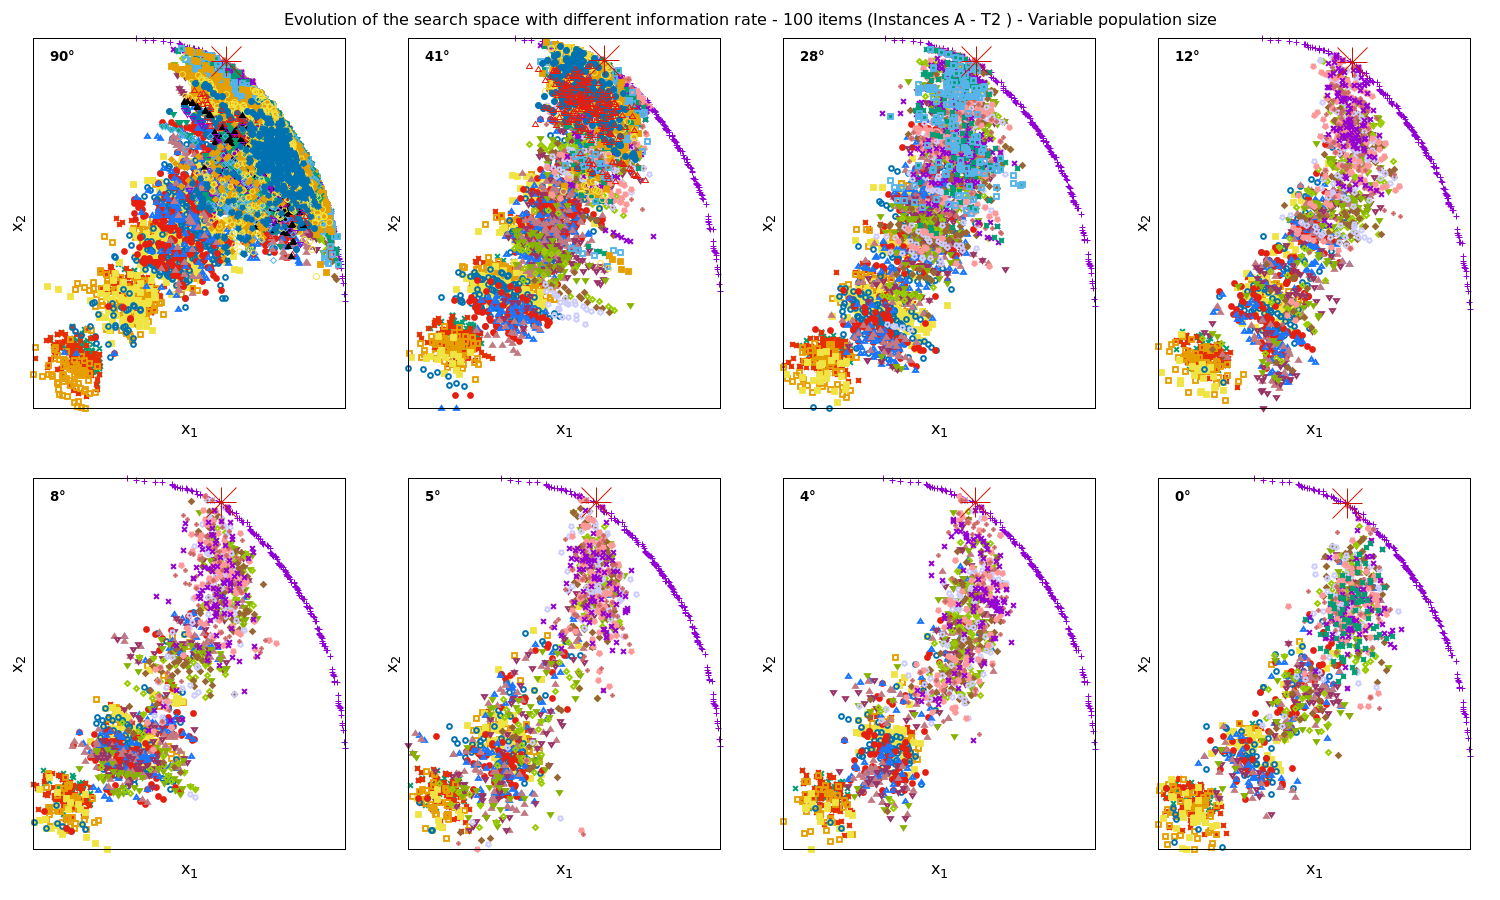 Evolution of the search space with different information rate - 100 items (Instances A - T2 ) - Variable population size
90°
41°
28°
12°
x2
x2
x2
x2
x1
x1
x1
x1
8°
5°
4°
0°
x2
x2
x2
x2
x1
x1
x1
x1